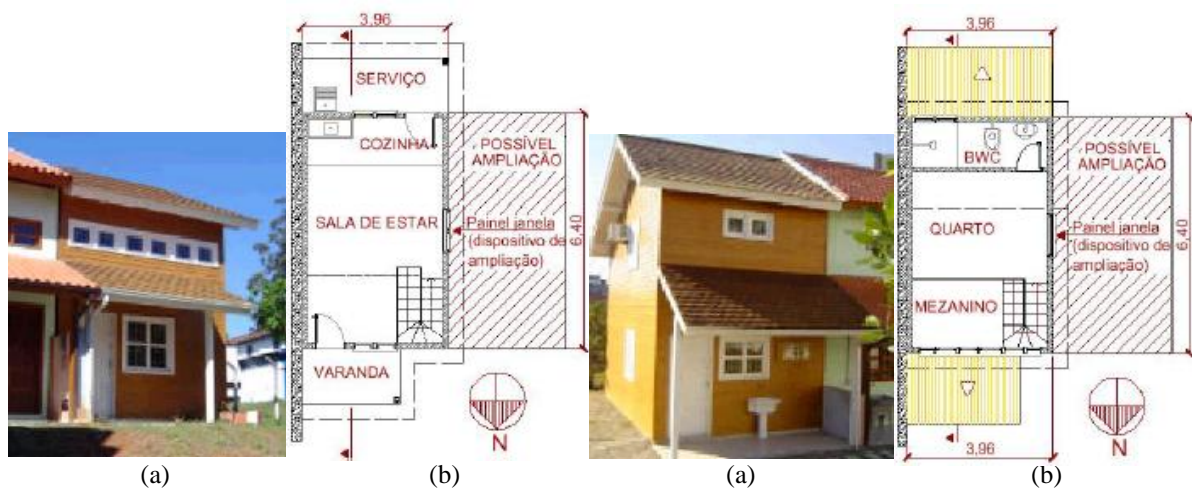 3,96
SERVIÇO
COZINHA
POSSÍVEL
AMPLIAÇÃO
SALA DE ESTAR
Painel janela
(dispositivo de
ampliação)
6,40
VARANDA
N
3,96
BWC
POSSÍVEL
AMPLIAÇÃO
QUARTO
Painel janela
(dispositivo de
ampliação)
6,40
MEZANINO
N
3,96
(a)
(b)
(a)
(b)